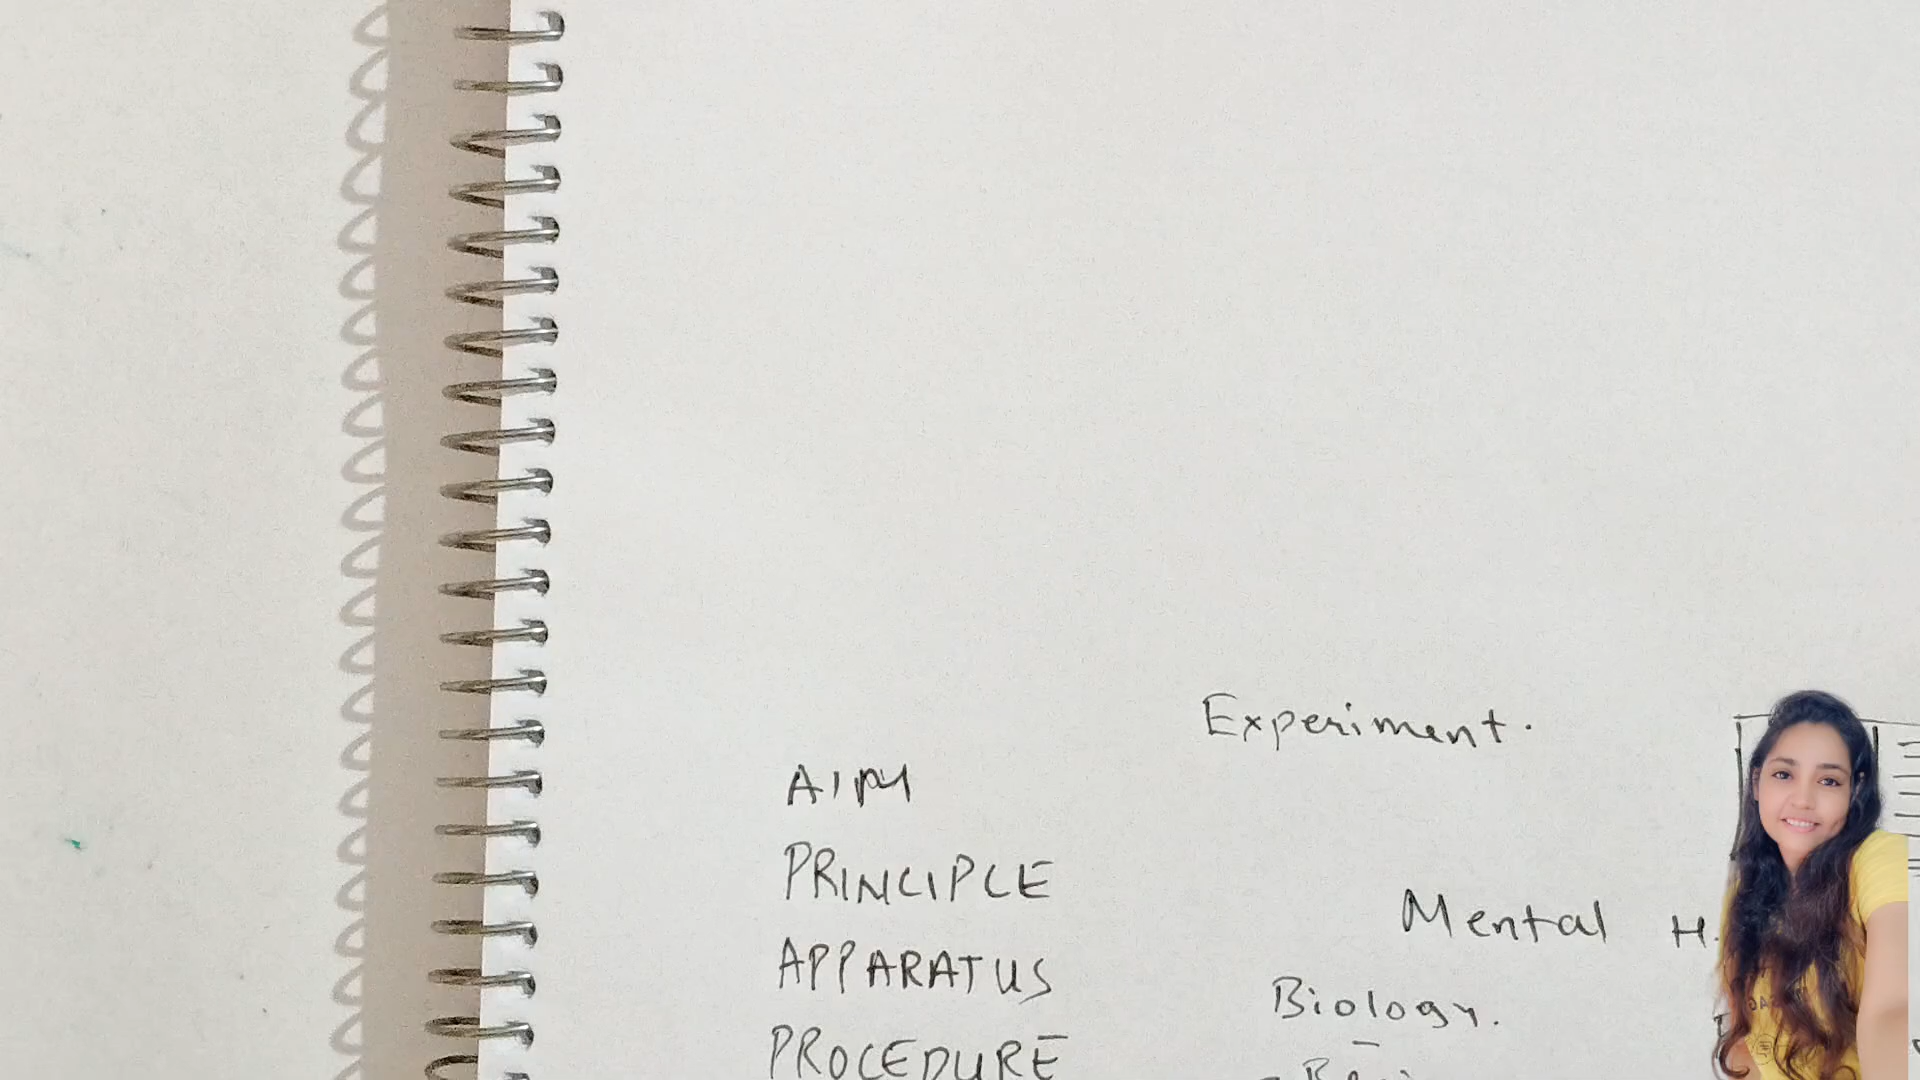 Experiment.
AIM
PRINCIPLE
Mental H.
APPARATUS
Biology.
PROCEDURE